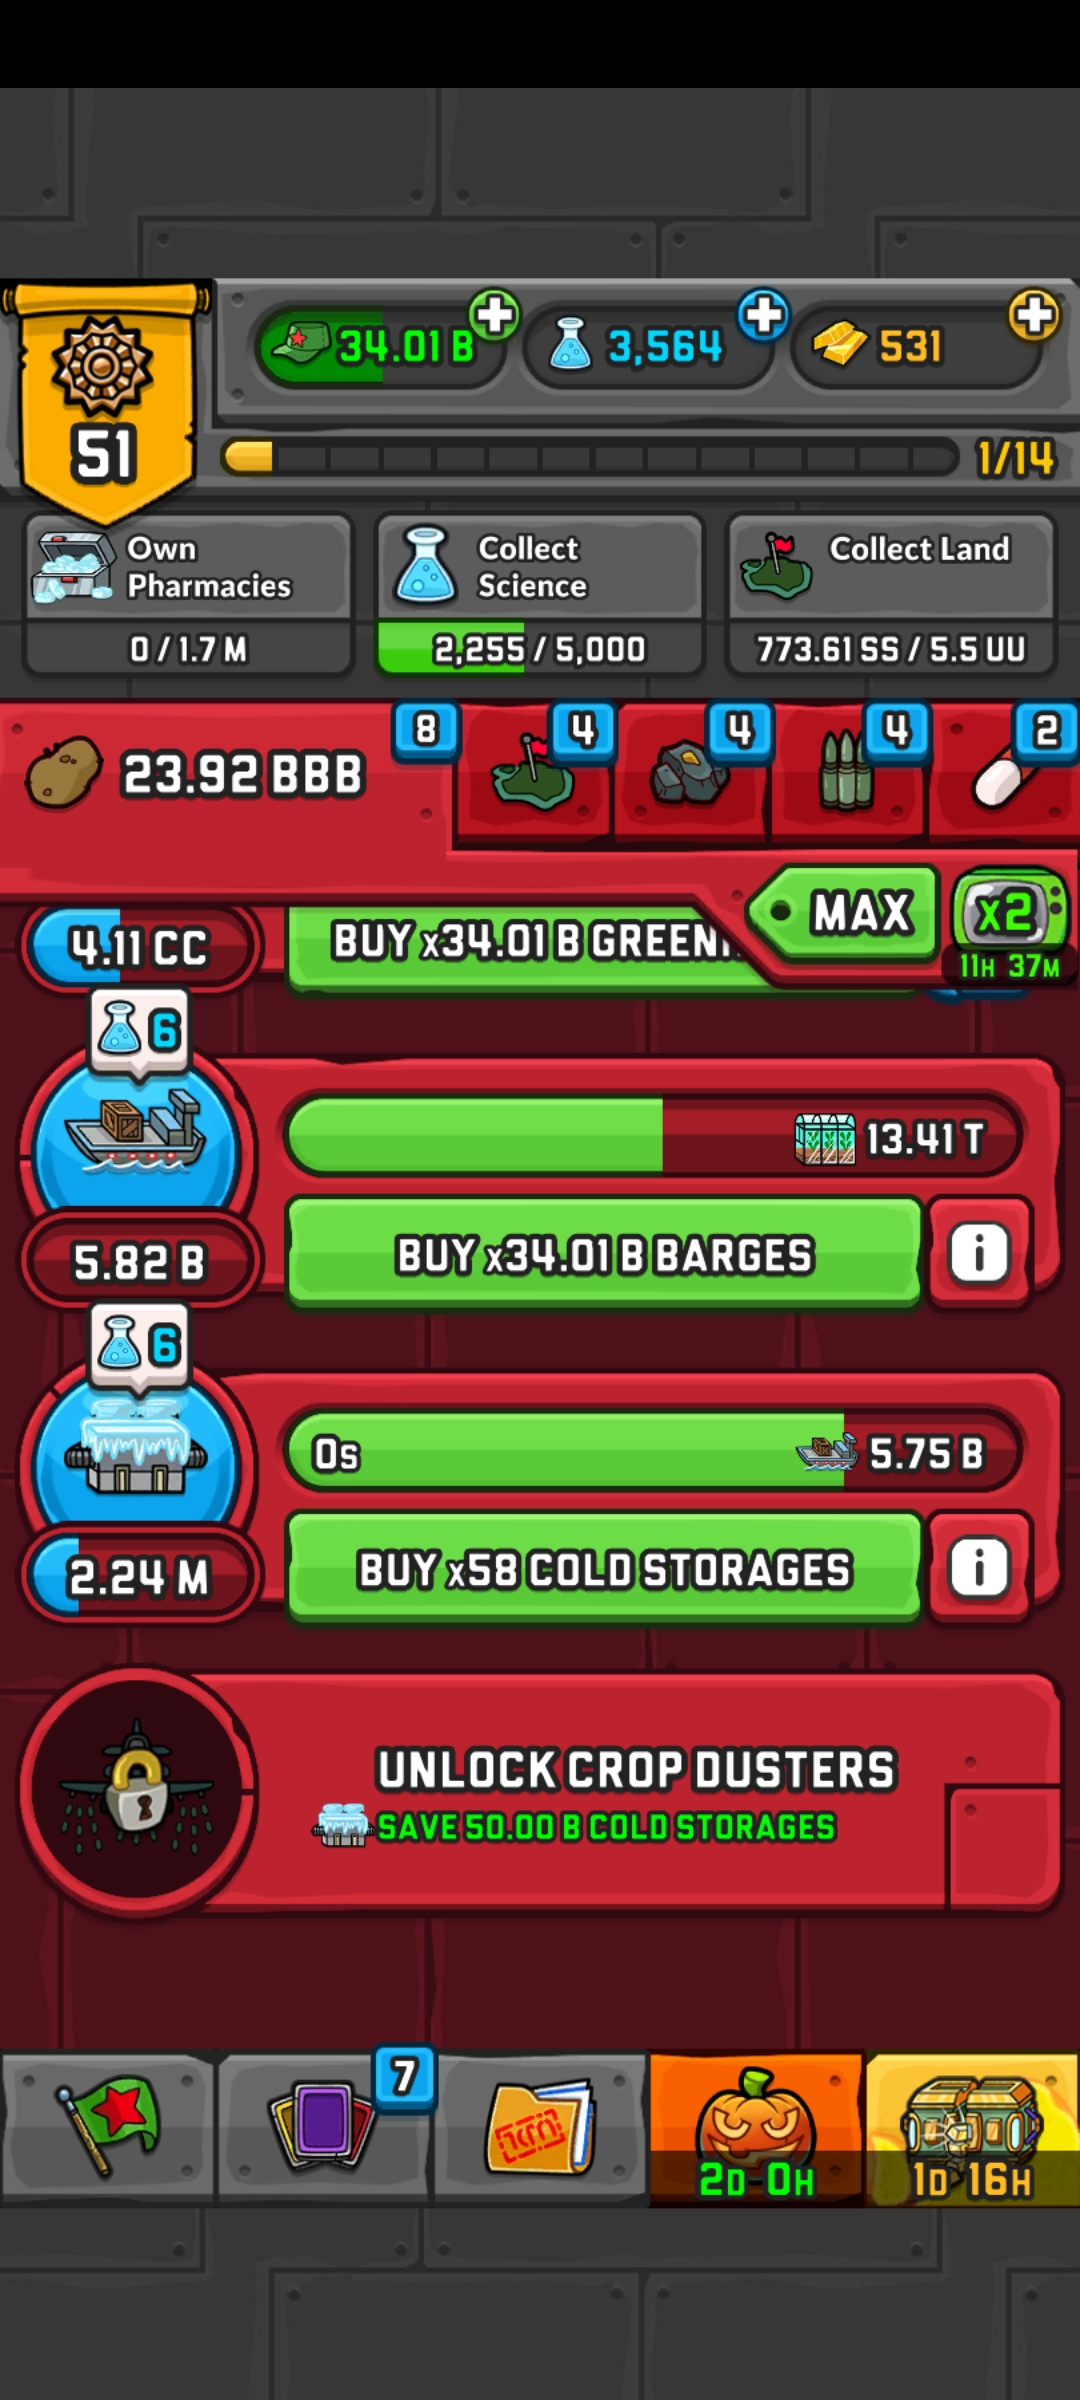 34.01 B
3,564
531
51
1/14
Own
Pharmacies
0 / 1.7 M
Collect
Science
2,255 / 5,000
Collect Land
773.61 SS / 5.5 UU
23.92 BBB
8
4
4
4
2
MAX
x2
11H 37M
4.11 CC
BUY x34.01 B GREEN
6
13.41 T
5.82 B
BUY x34.01 B BARGES
i
6
0s
5.75 B
2.24 M
BUY x58 COLD STORAGES
i
UNLOCK CROP DUSTERS
SAVE 50.00 B COLD STORAGES
7
2D 0H
1D 16H